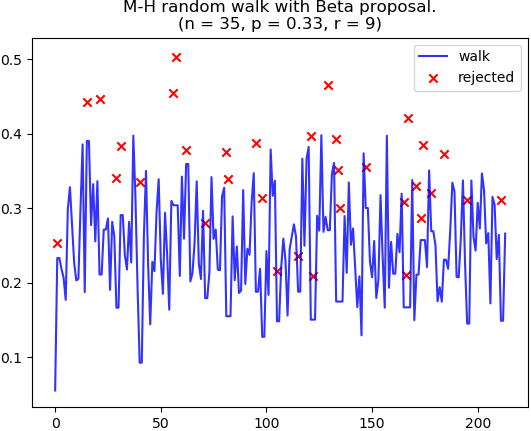 M-H random walk with Beta proposal.
(n = 35, p = 0.33, r = 9)
walk
rejected
0.5
0.4
0.3
0.2
0.1
0 50 100 150 200